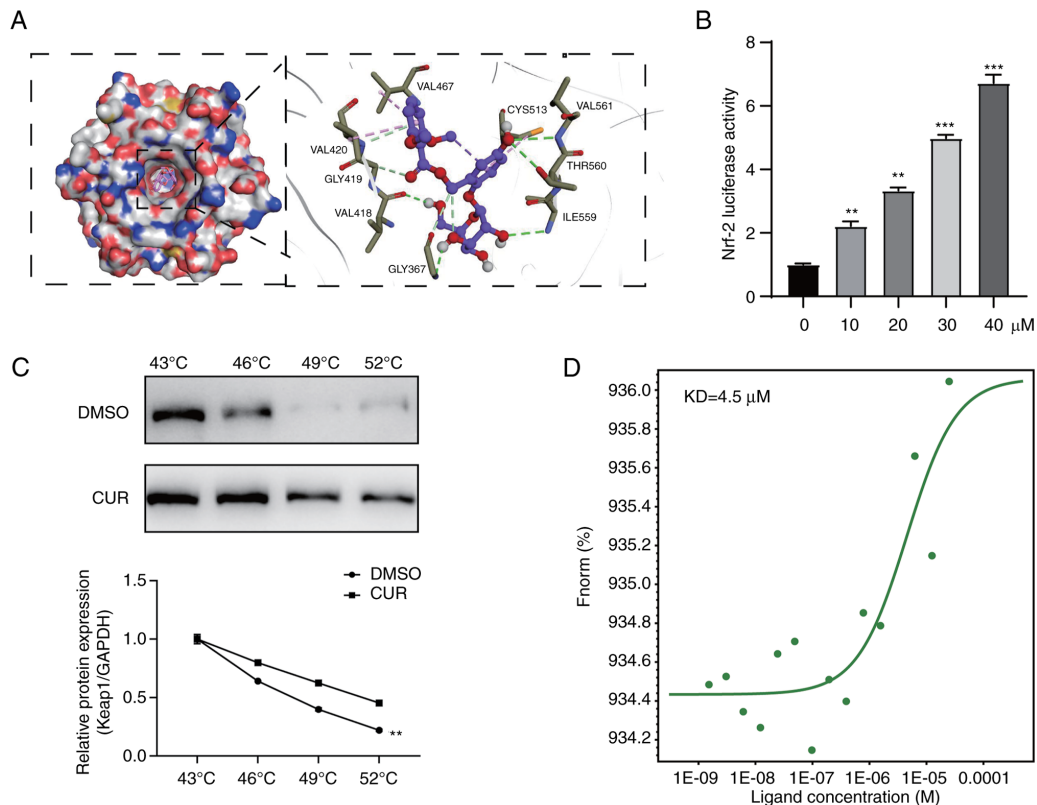 A
VAL467
CYS513
VAL561
VAL420
GLY419
THR560
VAL418
ILE559
GLY367
B
Nrf-2 luciferase activity
8
6
4
2
0
**
**
***
***
0 10 20 30 40 μM
C
43°C 46°C 49°C 52°C
DMSO
CUR
DMSO
CUR
Relative protein expression
(Keap1/GAPDH)
1.5
1.0
0.5
0.0
**
43°C 46°C 49°C 52°C
D
KD=4.5 μM
Fnorm (%)
936.0
935.8
935.6
935.4
935.2
935.0
934.8
934.6
934.4
934.2
1E-09 1E-08 1E-07 1E-06 1E-05 0.0001
Ligand concentration (M)